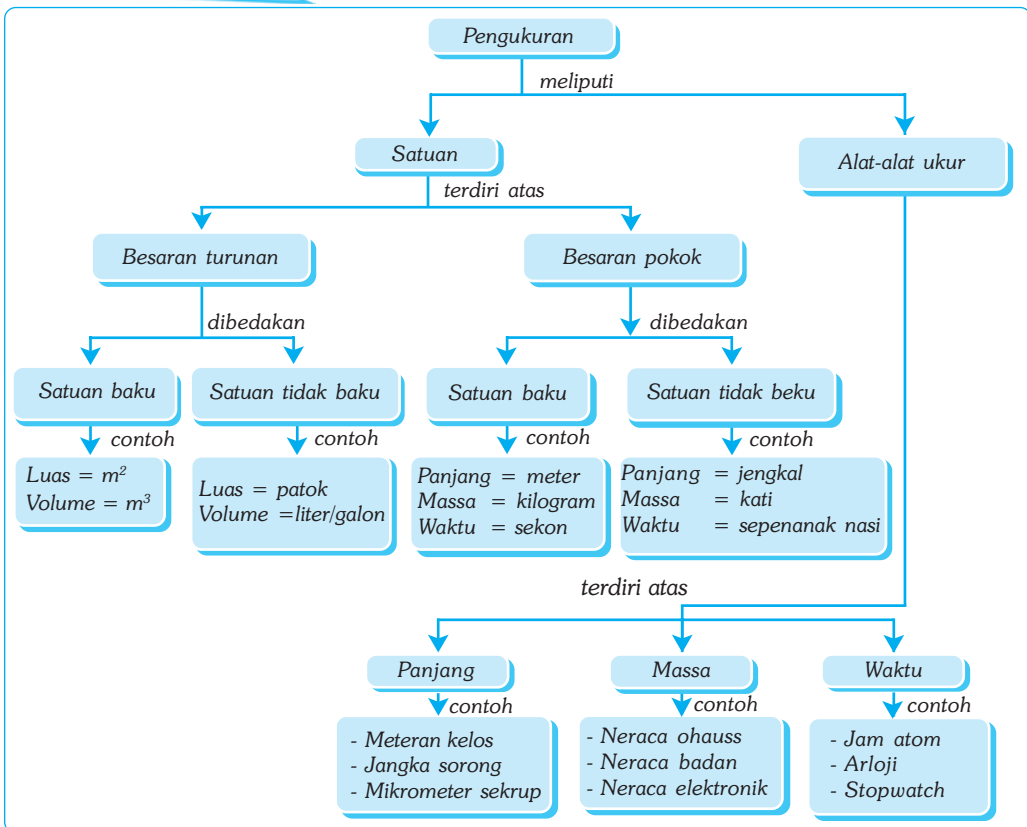 Pengukuran
meliputi
Satuan
Alat-alat ukur
terdiri atas
Besaran turunan
Besaran pokok
dibedakan
dibedakan
Satuan baku
Satuan tidak baku
Satuan baku
Satuan tidak beku
contoh
contoh
contoh
contoh
Luas = m²
Volume = m³
Luas = patok
Volume =liter/galon
Panjang = meter
Massa = kilogram
Waktu = sekon
Panjang = jengkal
Massa = kati
Waktu = sepenanak nasi
terdiri atas
Panjang
Massa
Waktu
contoh
contoh
contoh
- Meteran kelos
- Jangka sorong
- Mikrometer sekrup
- Neraca ohauss
- Neraca badan
- Neraca elektronik
- Jam atom
- Arloji
- Stopwatch